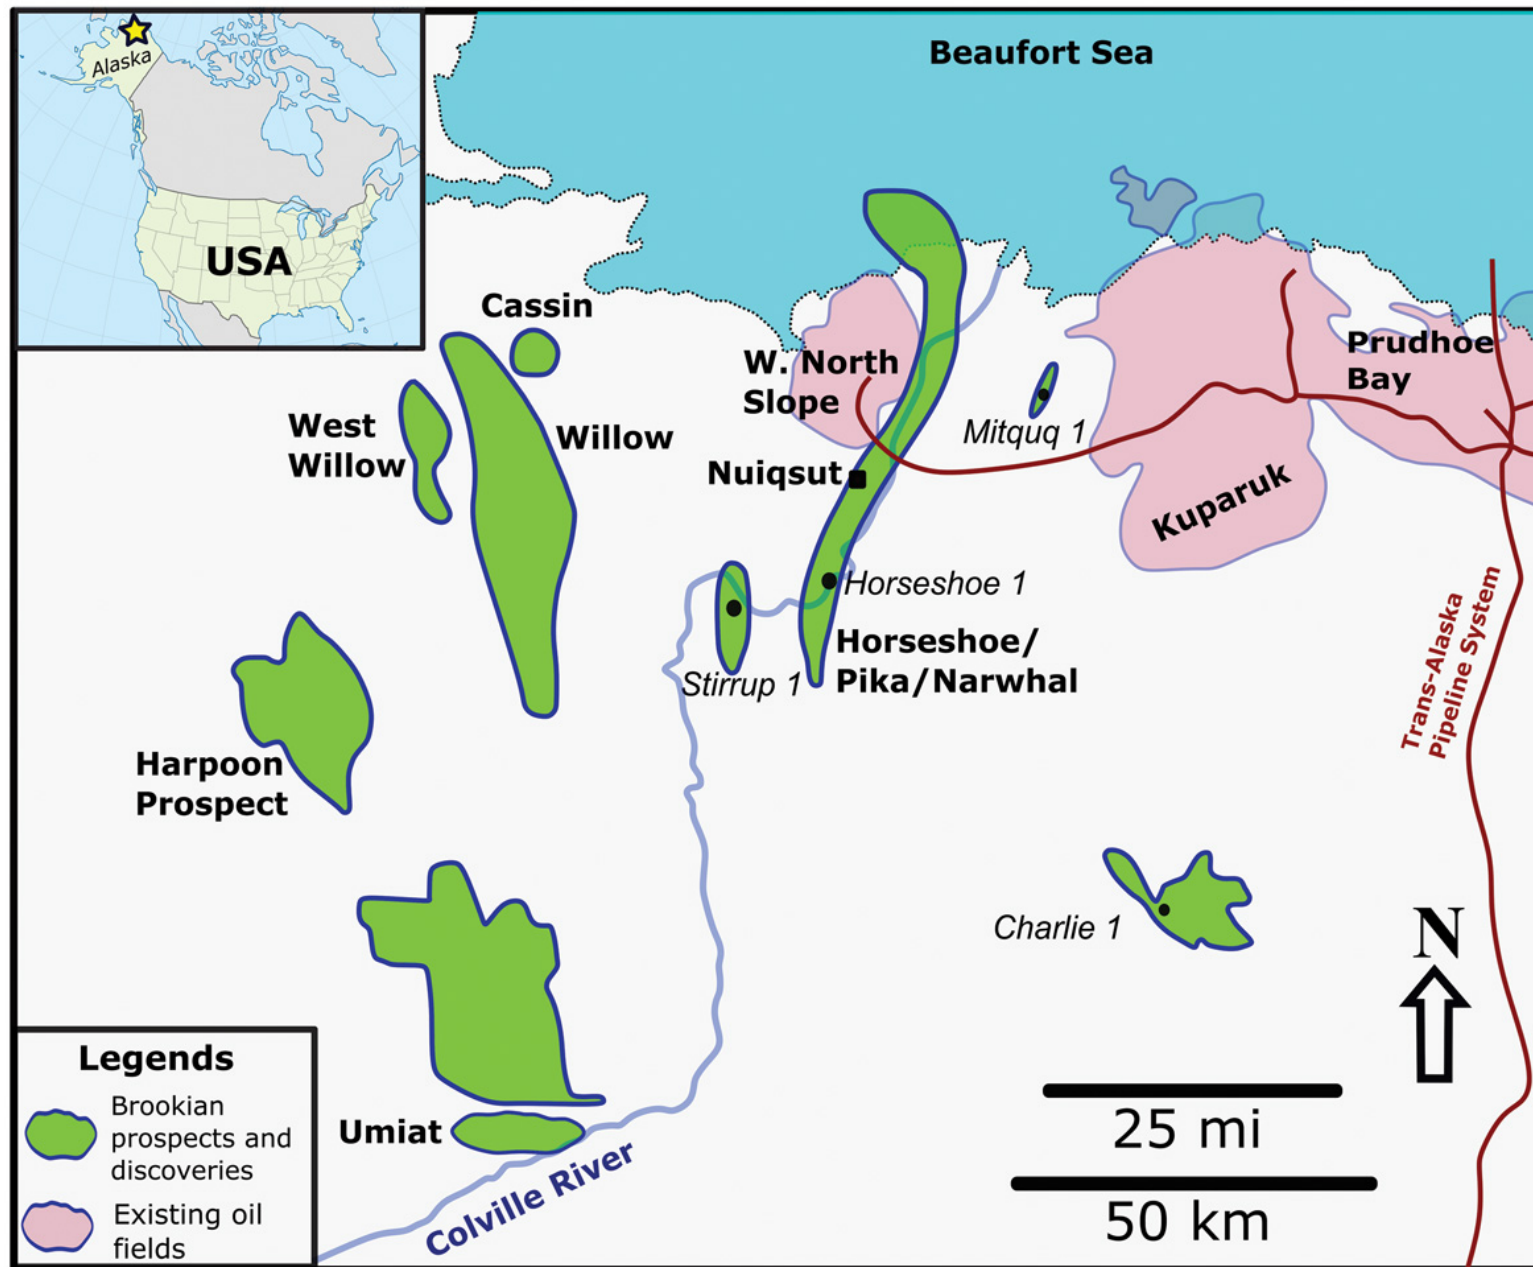 Alaska
USA
Beaufort Sea
Cassin
West
Willow
Willow
W. North
Slope
Nuiqsut
Mitquq 1
Prudhoe
Bay
Kuparuk
Horseshoe 1
Horseshoe/
Pika/Narwhal
Stirrup 1
Trans-Alaska
Pipeline System
Harpoon
Prospect
Charlie 1
N
Umiat
Colville River
25 mi
50 km
Legends
Brookian
prospects and
discoveries
Existing oil
fields